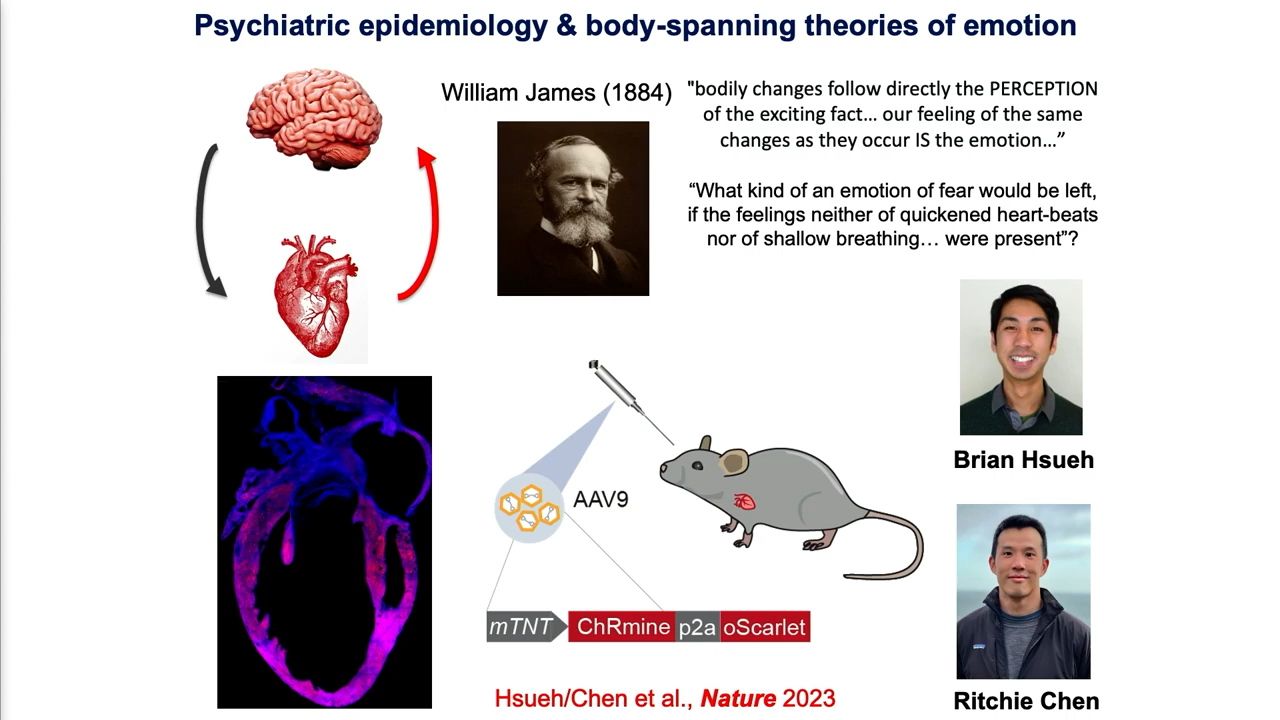 Psychiatric epidemiology & body-spanning theories of emotion
William James (1884)
"bodily changes follow directly the PERCEPTION
of the exciting fact... our feeling of the same
changes as they occur IS the emotion...”
“What kind of an emotion of fear would be left,
if the feelings neither of quickened heart-beats
nor of shallow breathing... were present”?
Brian Hsueh
AAV9
mTNT ChRmine p2a oScarlet
Hsueh/Chen et al., Nature 2023
Ritchie Chen